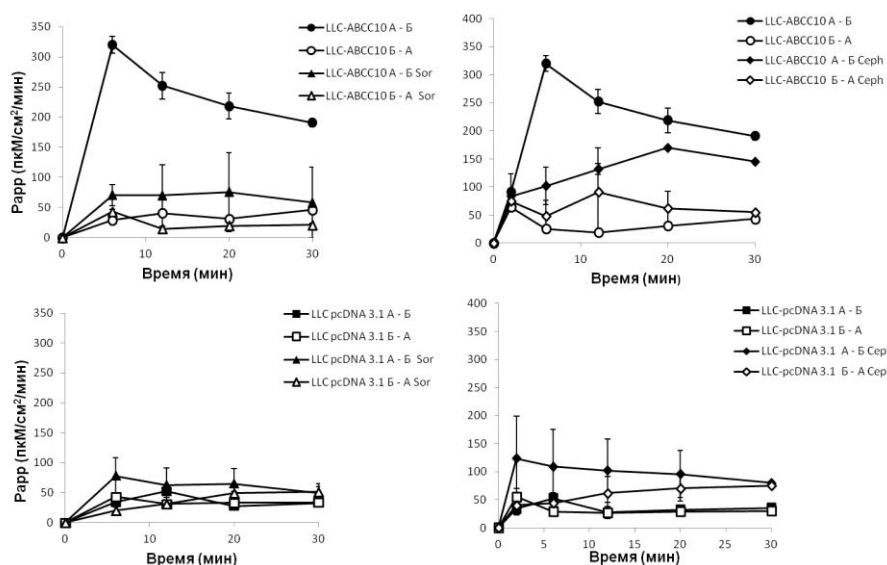 350
300
250
200
150
100
50
0
Papp (пкМ/см²/мин)
0
10
20
30
Время (мин)
LLC-ABCC10 А - Б
LLC-ABCC10 Б - А
LLC-ABCC10 А - Б Sor
LLC-ABCC10 Б - А Sor
400
350
300
250
200
150
100
50
0
0
10
20
30
Время (мин)
LLC-ABCC10 А - Б
LLC-ABCC10 Б - А
LLC-ABCC10 А - Б Ceph
LLC-ABCC10 Б - А Ceph
350
300
250
200
150
100
50
0
Papp (пкМ/см²/мин)
0
10
20
30
Время (мин)
LLC pcDNA 3.1 А - Б
LLC pcDNA 3.1 Б - А
LLC pcDNA 3.1 А - Б Sor
LLC pcDNA 3.1 Б - А Sor
400
350
300
250
200
150
100
50
0
0
5
10
15
20
25
30
Время (мин)
LLC-pcDNA 3.1 А - Б
LLC-pcDNA 3.1 Б - А
LLC-pcDNA 3.1 А - Б Cep
LLC-pcDNA 3.1 Б - А Cep